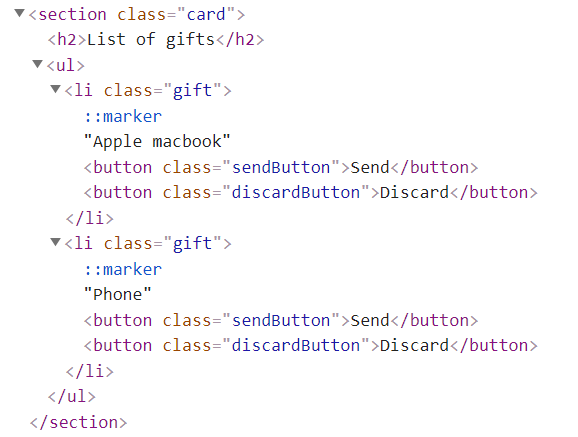 ▼<section class="card">
<h2>List of gifts</h2>
▼<ul>
▼<li class="gift">
::marker
"Apple macbook"
<button class="sendButton">Send</button>
<button class="discardButton">Discard</button>
</li>
▼<li class="gift">
::marker
"Phone"
<button class="sendButton">Send</button>
<button class="discardButton">Discard</button>
</li>
</ul>
</section>